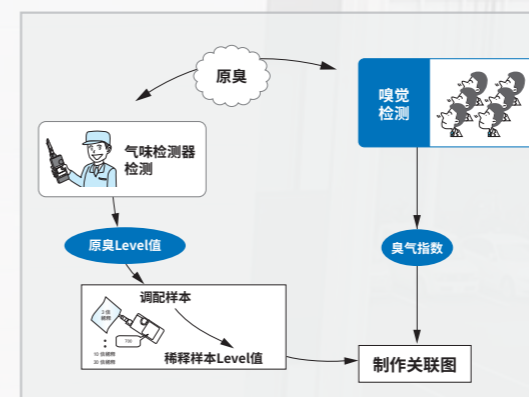 原臭
嗅觉
检测
气味检测器
检测
原臭Level值
臭气指数
调配样本
稀释样本Level值
制作关联图